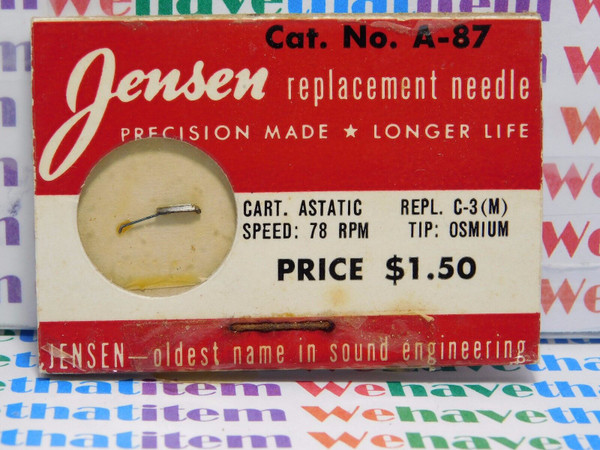 Cat. No. A-87
Jensen replacement needle
PRECISION MADE ★ LONGER LIFE
CART. ASTATIC REPL. C-3(M)
SPEED: 78 RPM TIP: OSMIUM
PRICE $1.50
JENSEN—oldest name in sound engineering
Wehavethatitem